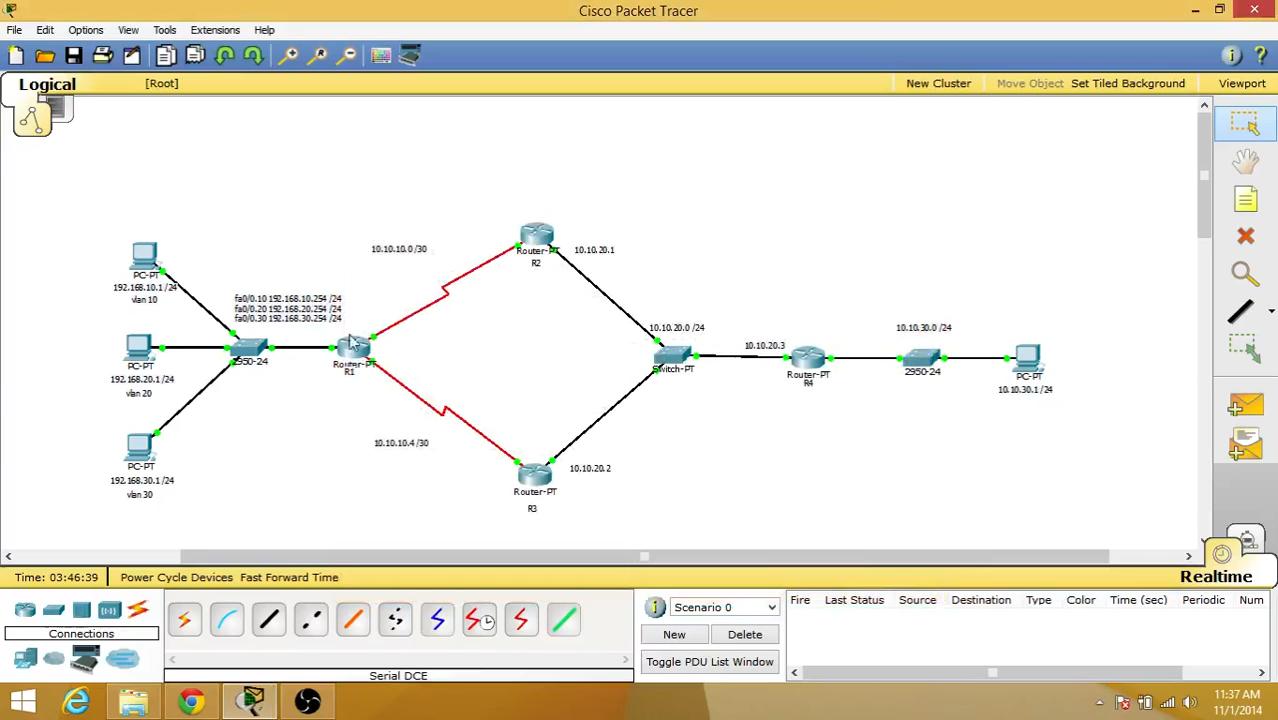 Cisco Packet Tracer
File Edit Options View Tools Extensions Help
Logical
[Root]
New Cluster
Move Object
Set Tiled Background
Viewport
10.10.10.0 /30
Router-PT
R2
10.10.20.1
PC-PT
192.168.10.1 /24
vlan 10
fa0/0.10 192.168.10.254 /24
fa0/0.20 192.168.20.254 /24
fa0/0.30 192.168.30.254 /24
2950-24
Router-PT
R1
PC-PT
192.168.20.1 /24
vlan 20
10.10.20.0 /24
Switch-PT
10.10.20.3
Router-PT
R4
10.10.30.0 /24
2950-24
PC-PT
10.10.30.1 /24
PC-PT
192.168.30.1 /24
vlan 30
10.10.10.4 /30
10.10.20.2
Router-PT
R3
Time: 03:46:39
Power Cycle Devices Fast Forward Time
Realtime
Connections
Serial DCE
Scenario 0
New
Delete
Toggle PDU List Window
Fire Last Status Source Destination Type Color Time (sec) Periodic Num
11:37 AM
11/1/2014